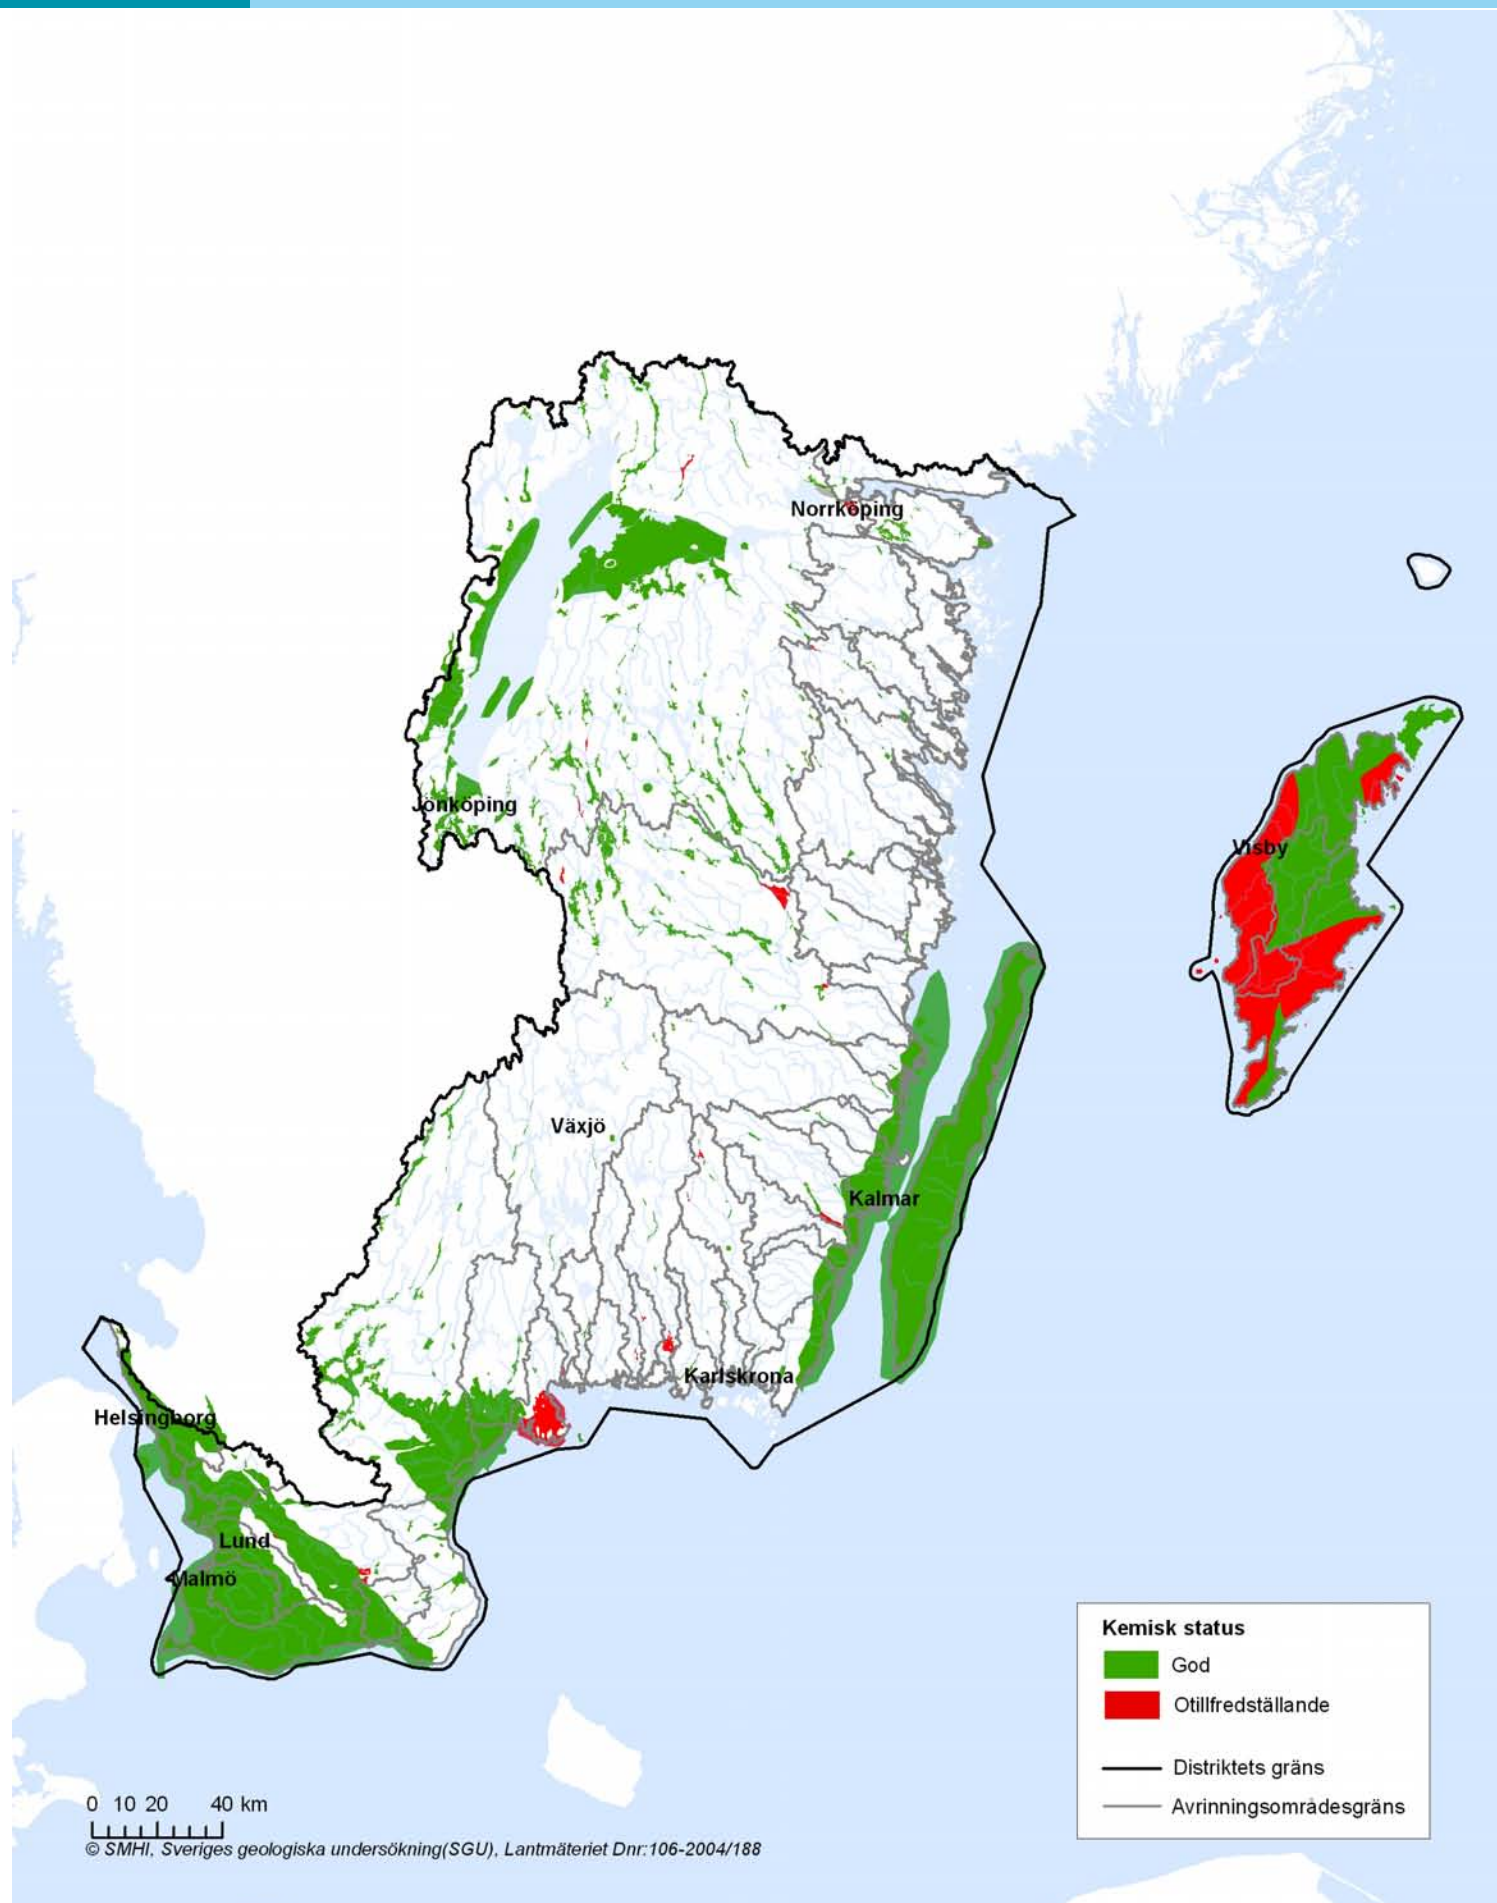 Norrköping
Jönköping
Visby
Växjö
Kalmar
Karlskrona
Helsingborg
Lund
Malmö
Kemisk status
God
Otillfredställande
Distriktets gräns
Avrinningsområdesgräns
0 10 20 40 km
© SMHI, Sveriges geologiska undersökning(SGU), Lantmäteriet Dnr:106-2004/188